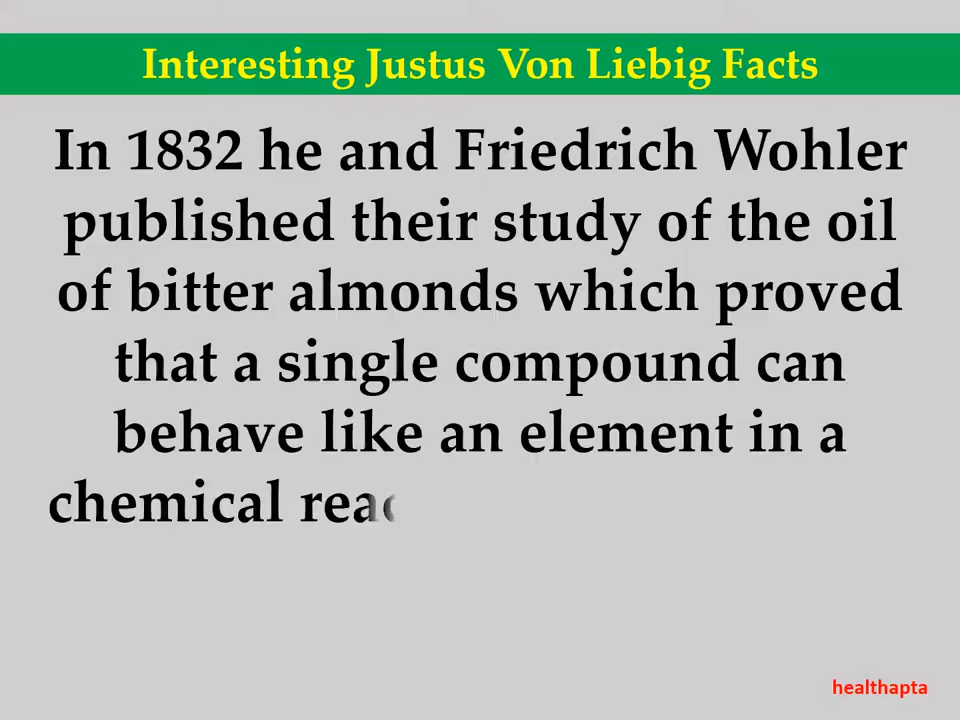 Interesting Justus Von Liebig Facts
In 1832 he and Friedrich Wohler
published their study of the oil
of bitter almonds which proved
that a single compound can
behave like an element in a
chemical
healthapta